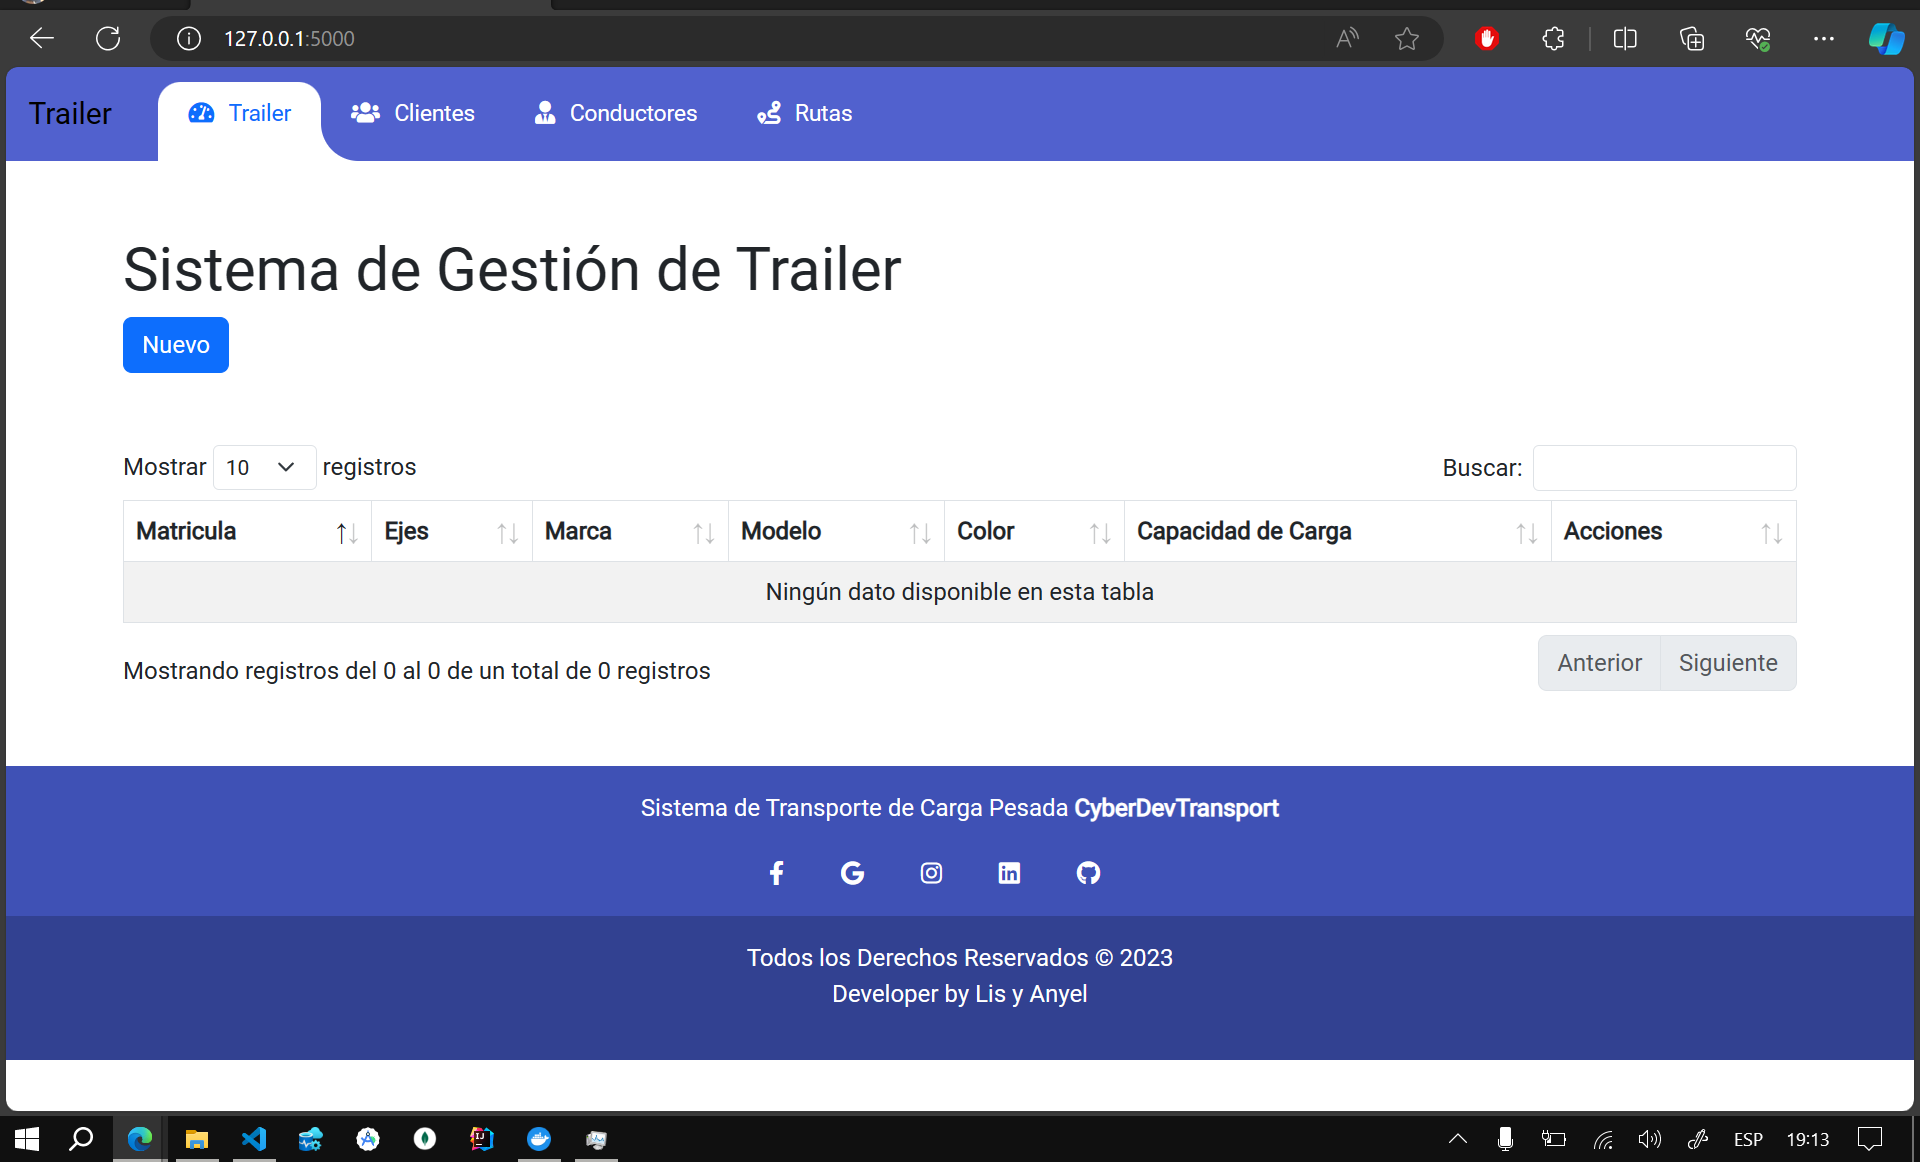 127.0.0.1:5000
Trailer
Trailer
Clientes
Conductores
Rutas
Sistema de Gestión de Trailer
Nuevo
Mostrar 10 registros
Buscar:
Matricula Ejes Marca Modelo Color Capacidad de Carga Acciones
Ningún dato disponible en esta tabla
Mostrando registros del 0 al 0 de un total de 0 registros
Anterior Siguiente
Sistema de Transporte de Carga Pesada CyberDevTransport
Todos los Derechos Reservados © 2023
Developer by Lis y Anyel
ESP 19:13